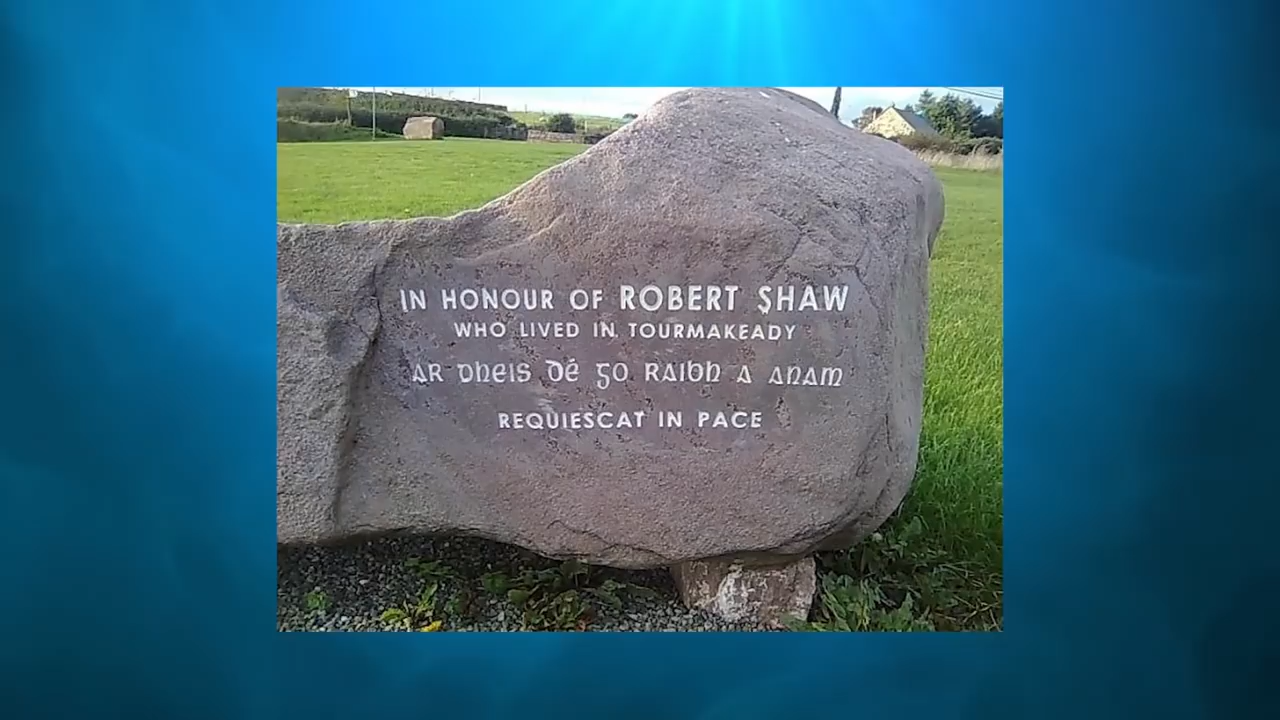 IN HONOUR OF ROBERT SHAW
WHO LIVED IN TOURMAKEADY
AR DHEIS DÉ GO RAIBH A ANAM
REQUIESCAT IN PACE